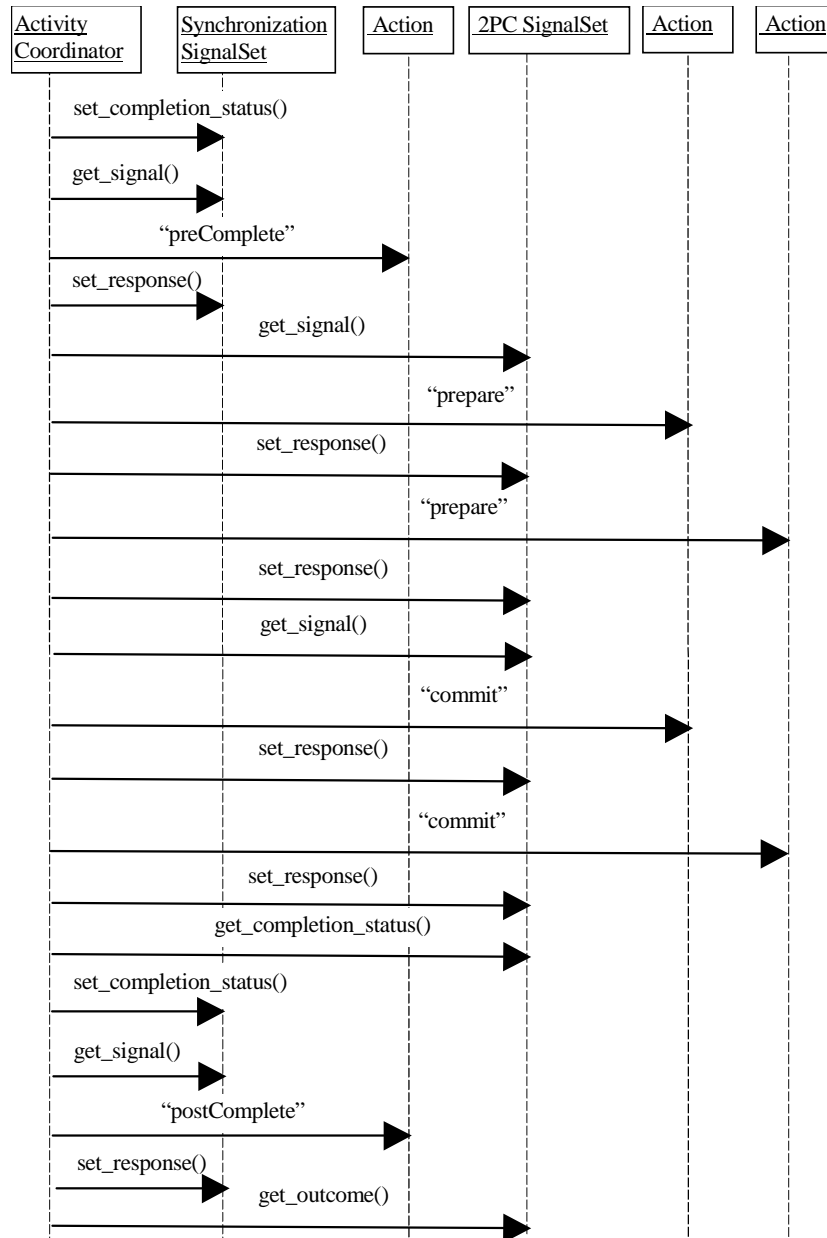 Activity
Coordinator
Synchronization
SignalSet
Action
2PC SignalSet
Action
Action
set_completion_status()
get_signal()
“preComplete”
set_response()
get_signal()
“prepare”
set_response()
“prepare”
set_response()
get_signal()
“commit”
set_response()
“commit”
set_response()
get_completion_status()
set_completion_status()
get_signal()
“postComplete”
set_response()
get_outcome()